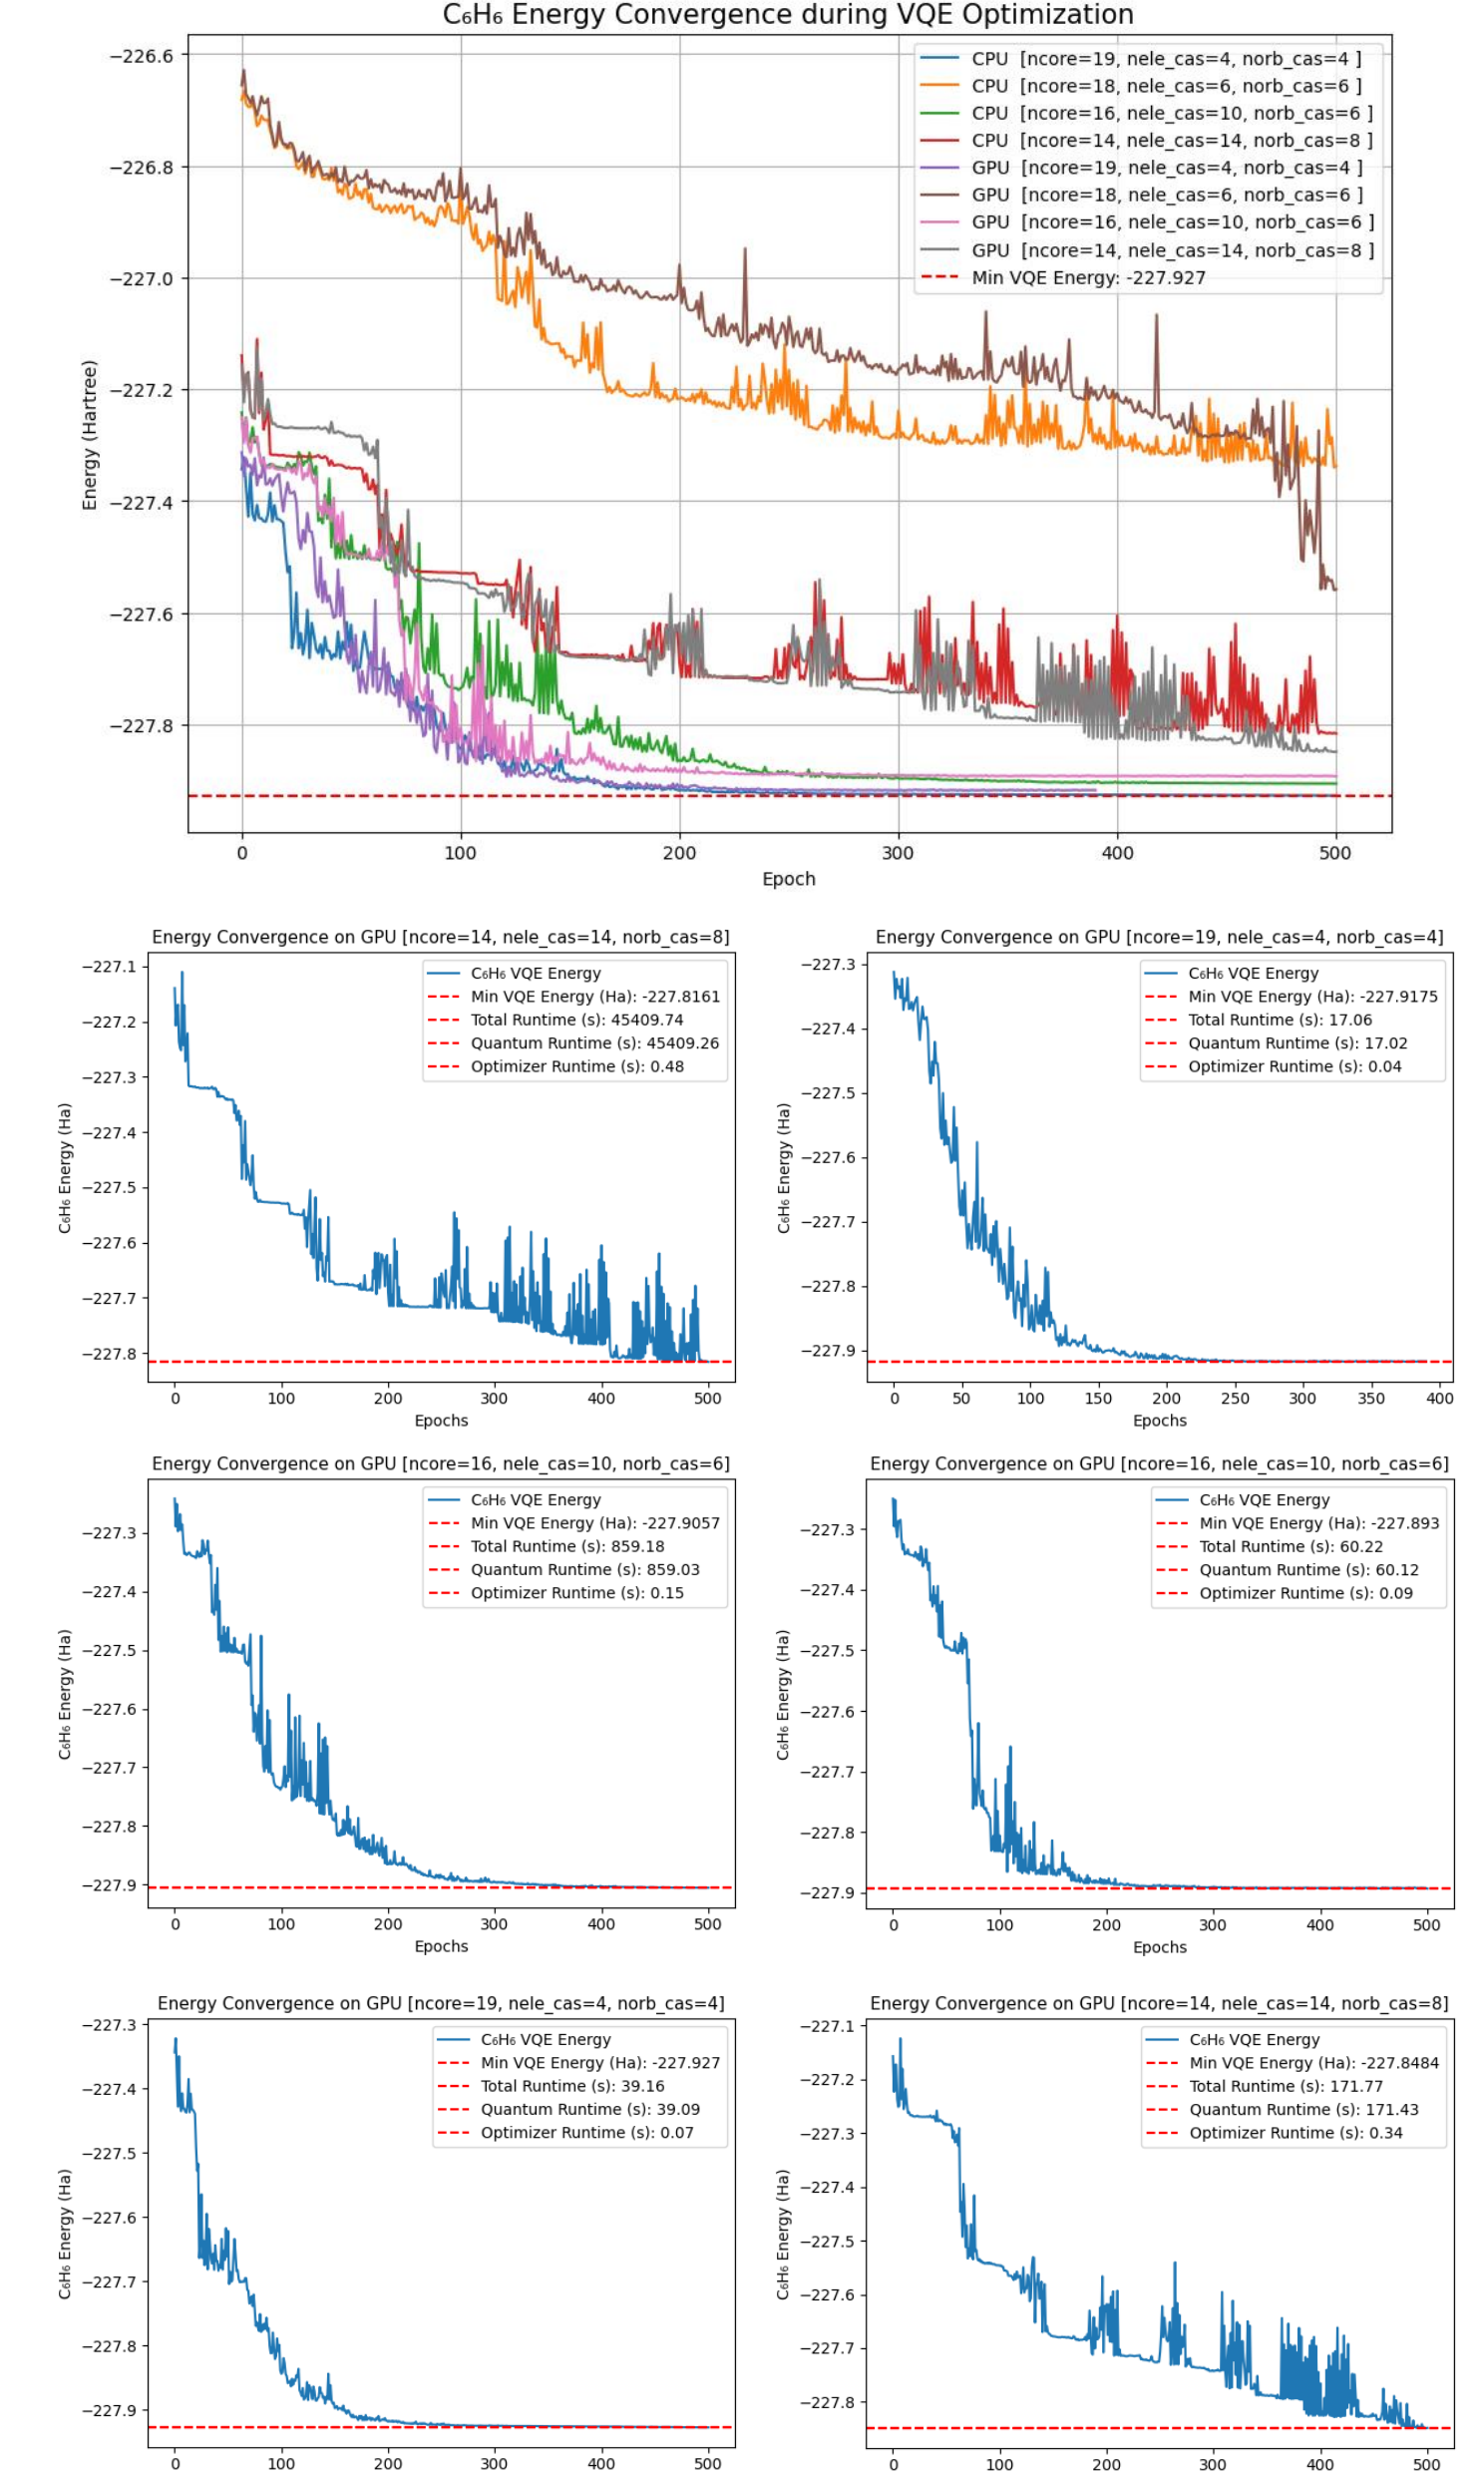 C₆H₆ Energy Convergence during VQE Optimization
CPU [ncore=19, nele_cas=4, norb_cas=4 ]
CPU [ncore=18, nele_cas=6, norb_cas=6 ]
CPU [ncore=16, nele_cas=10, norb_cas=6 ]
CPU [ncore=14, nele_cas=14, norb_cas=8 ]
GPU [ncore=19, nele_cas=4, norb_cas=4 ]
GPU [ncore=18, nele_cas=6, norb_cas=6 ]
GPU [ncore=16, nele_cas=10, norb_cas=6 ]
GPU [ncore=14, nele_cas=14, norb_cas=8 ]
Min VQE Energy: -227.927
Energy (Hartree)
−226.6
−226.8
−227.0
−227.2
−227.4
−227.6
−227.8
0 100 200 300 400 500
Epoch
Energy Convergence on GPU [ncore=14, nele_cas=14, norb_cas=8]
C₆H₆ VQE Energy
Min VQE Energy (Ha): -227.8161
Total Runtime (s): 45409.74
Quantum Runtime (s): 45409.26
Optimizer Runtime (s): 0.48
C₆H₆ Energy (Ha)
−227.1
−227.2
−227.3
−227.4
−227.5
−227.6
−227.7
−227.8
0 100 200 300 400 500
Epochs
Energy Convergence on GPU [ncore=19, nele_cas=4, norb_cas=4]
C₆H₆ VQE Energy
Min VQE Energy (Ha): -227.9175
Total Runtime (s): 17.06
Quantum Runtime (s): 17.02
Optimizer Runtime (s): 0.04
C₆H₆ Energy (Ha)
−227.3
−227.4
−227.5
−227.6
−227.7
−227.8
−227.9
0 50 100 150 200 250 300 350 400
Epochs
Energy Convergence on GPU [ncore=16, nele_cas=10, norb_cas=6]
C₆H₆ VQE Energy
Min VQE Energy (Ha): -227.9057
Total Runtime (s): 859.18
Quantum Runtime (s): 859.03
Optimizer Runtime (s): 0.15
C₆H₆ Energy (Ha)
−227.3
−227.4
−227.5
−227.6
−227.7
−227.8
−227.9
0 100 200 300 400 500
Epochs
Energy Convergence on GPU [ncore=16, nele_cas=10, norb_cas=6]
C₆H₆ VQE Energy
Min VQE Energy (Ha): -227.893
Total Runtime (s): 60.22
Quantum Runtime (s): 60.12
Optimizer Runtime (s): 0.09
C₆H₆ Energy (Ha)
−227.3
−227.4
−227.5
−227.6
−227.7
−227.8
−227.9
0 100 200 300 400 500
Epochs
Energy Convergence on GPU [ncore=19, nele_cas=4, norb_cas=4]
C₆H₆ VQE Energy
Min VQE Energy (Ha): -227.927
Total Runtime (s): 39.16
Quantum Runtime (s): 39.09
Optimizer Runtime (s): 0.07
C₆H₆ Energy (Ha)
−227.3
−227.4
−227.5
−227.6
−227.7
−227.8
−227.9
0 100 200 300 400 500
Energy Convergence on GPU [ncore=14, nele_cas=14, norb_cas=8]
C₆H₆ VQE Energy
Min VQE Energy (Ha): -227.8484
Total Runtime (s): 171.77
Quantum Runtime (s): 171.43
Optimizer Runtime (s): 0.34
C₆H₆ Energy (Ha)
−227.1
−227.2
−227.3
−227.4
−227.5
−227.6
−227.7
−227.8
0 100 200 300 400 500